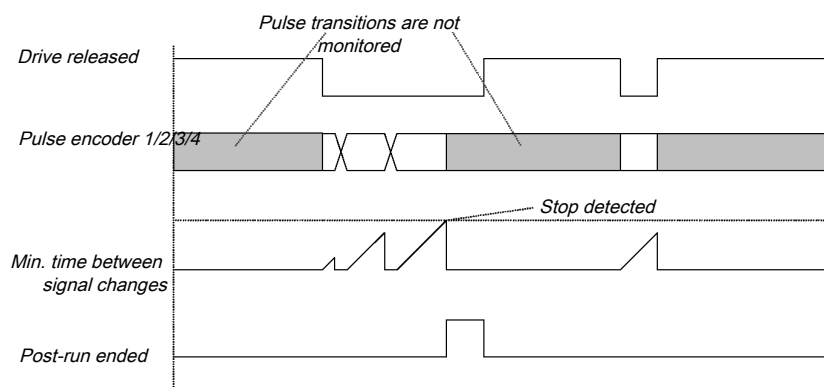 Pulse transitions are not
monitored
Drive released
Pulse encoder 1/2/3/4
Stop detected
Min. time between
signal changes
Post-run ended